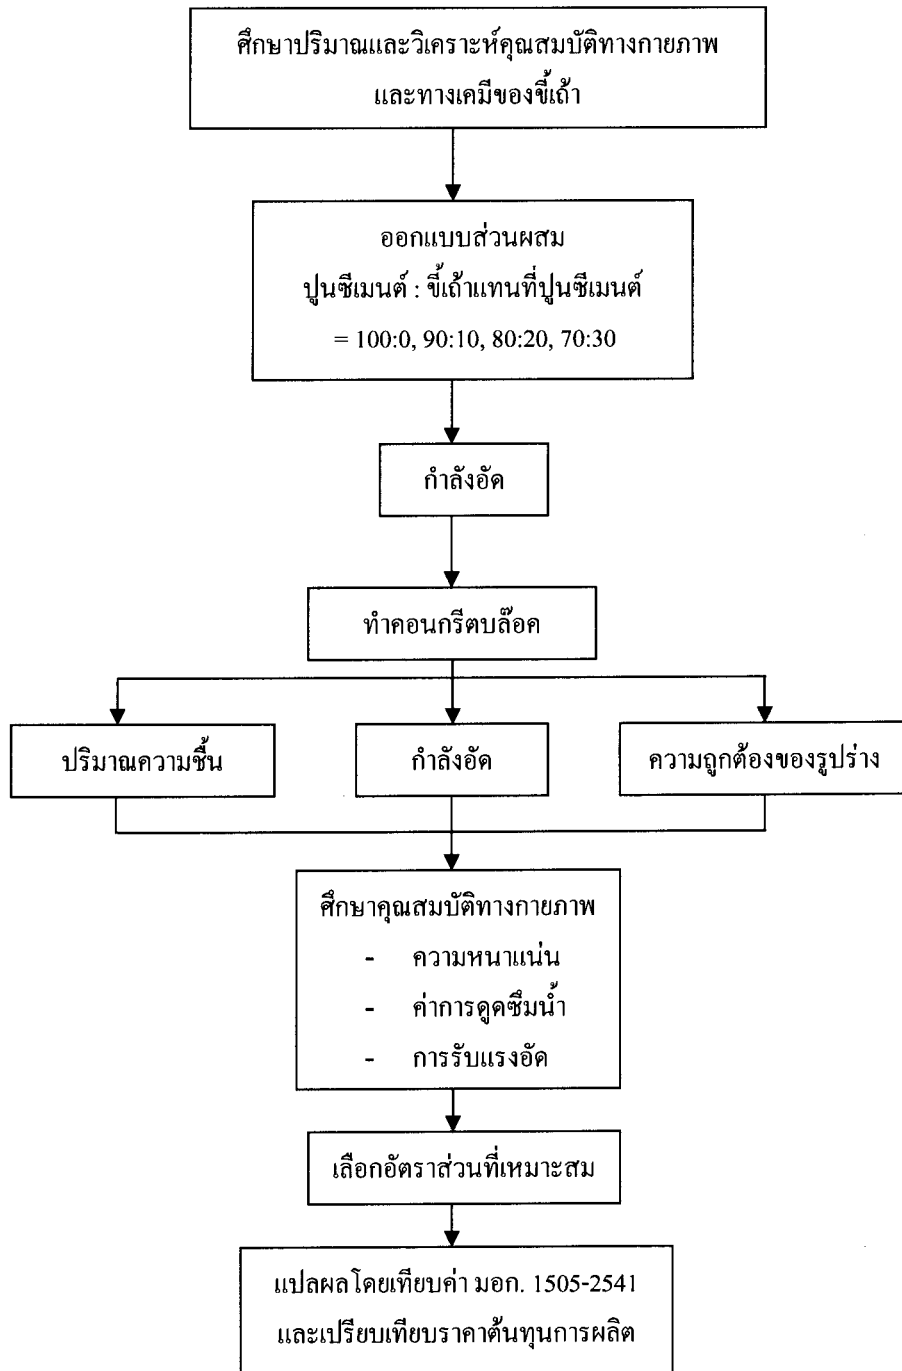 ศึกษาปริมาณและวิเคราะห์คุณสมบัติทางกายภาพ
และทางเคมีของขี้เถ้า
ออกแบบส่วนผสม
ปูนซีเมนต์ : ขี้เถ้าแทนที่ปูนซีเมนต์
= 100:0, 90:10, 80:20, 70:30
กำลังอัด
ทำคอนกรีตบล๊อค
ปริมาณความชื้น
กำลังอัด
ความถูกต้องของรูปร่าง
ศึกษาคุณสมบัติทางกายภาพ
- ความหนาแน่น
- ค่าการดูดซึมน้ำ
- การรับแรงอัด
เลือกอัตราส่วนที่เหมาะสม
แปลผลโดยเทียบค่า มอก. 1505-2541
และเปรียบเทียบราคาต้นทุนการผลิต